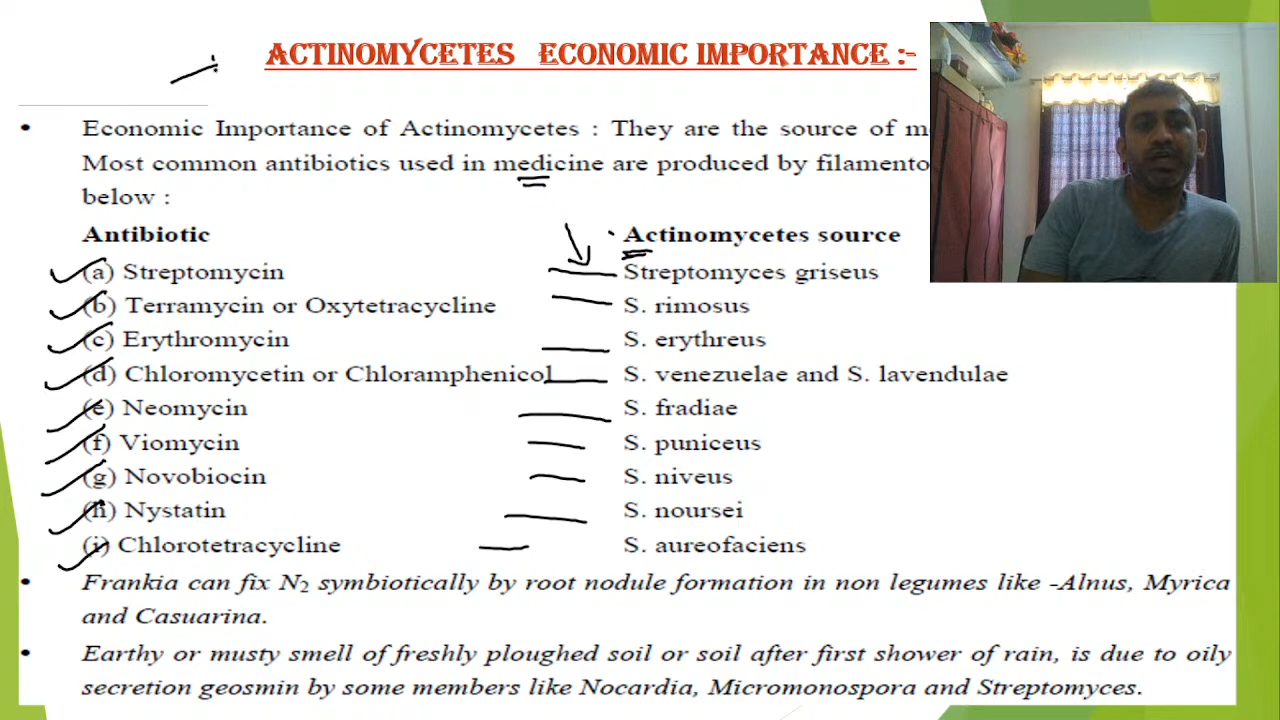 ACTINOMYCETES ECONOMIC IMPORTANCE :-
• Economic Importance of Actinomycetes : They are the source of
Most common antibiotics used in medicine are produced by
below :
Antibiotic Actinomycetes source
(a) Streptomycin Streptomyces griseus
(b) Terramycin or Oxytetracycline S. rimosus
(c) Erythromycin S. erythreus
(d) Chloromycetin or Chloramphenicol S. venezuelae and S. lavendulae
(e) Neomycin S. fradiae
(f) Viomycin S. puniceus
(g) Novobiocin S. niveus
(h) Nystatin S. noursei
(i) Chlorotetracycline S. aureofaciens
• Frankia can fix N2 symbiotically by root nodule formation in non legumes like -Alnus, Myrica
and Casuarina.
• Earthy or musty smell of freshly ploughed soil or soil after first shower of rain, is due to oily
secretion geosmin by some members like Nocardia, Micromonospora and Streptomyces.